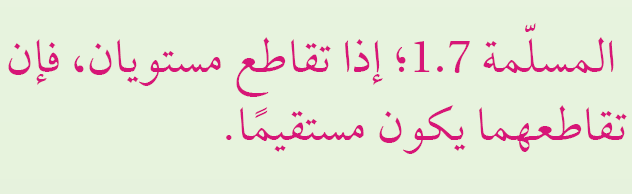 المسلّمة 1.7؛ إذا تقاطع مستويان، فإن
تقاطعهما يكون مستقيمًا.